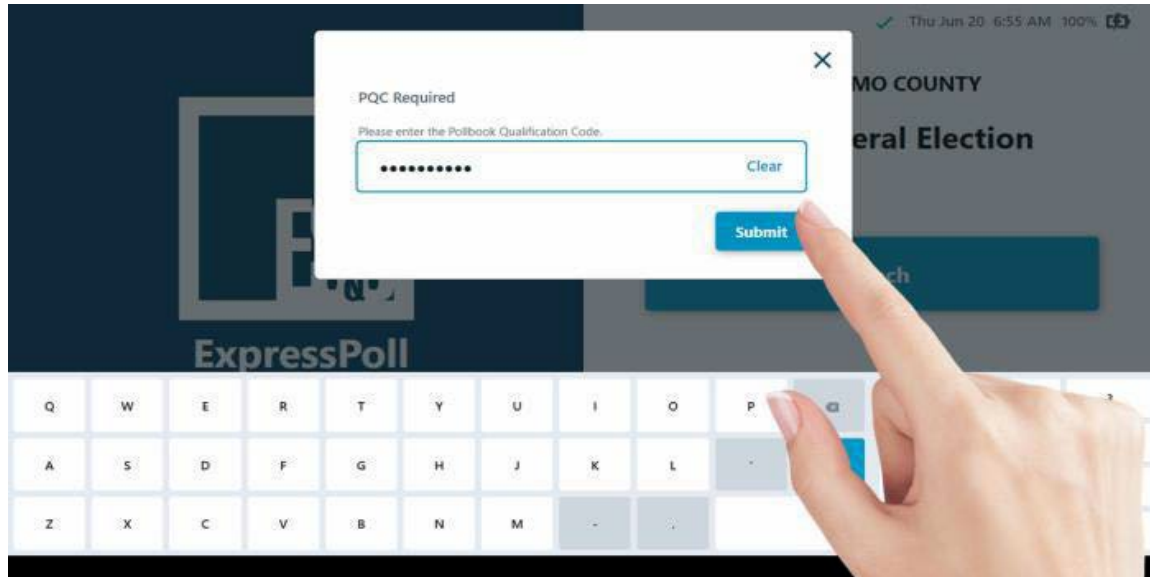 Thu Jun 20 6:55 AM 100%
MO COUNTY
eral Election
PQC Required
Please enter the Pollbook Qualification Code.
••••••••••
Clear
Submit
ch
ExpressPoll
Q W E R T Y U I O P ?
A S D F G H J K L '
Z X C V B N M - .